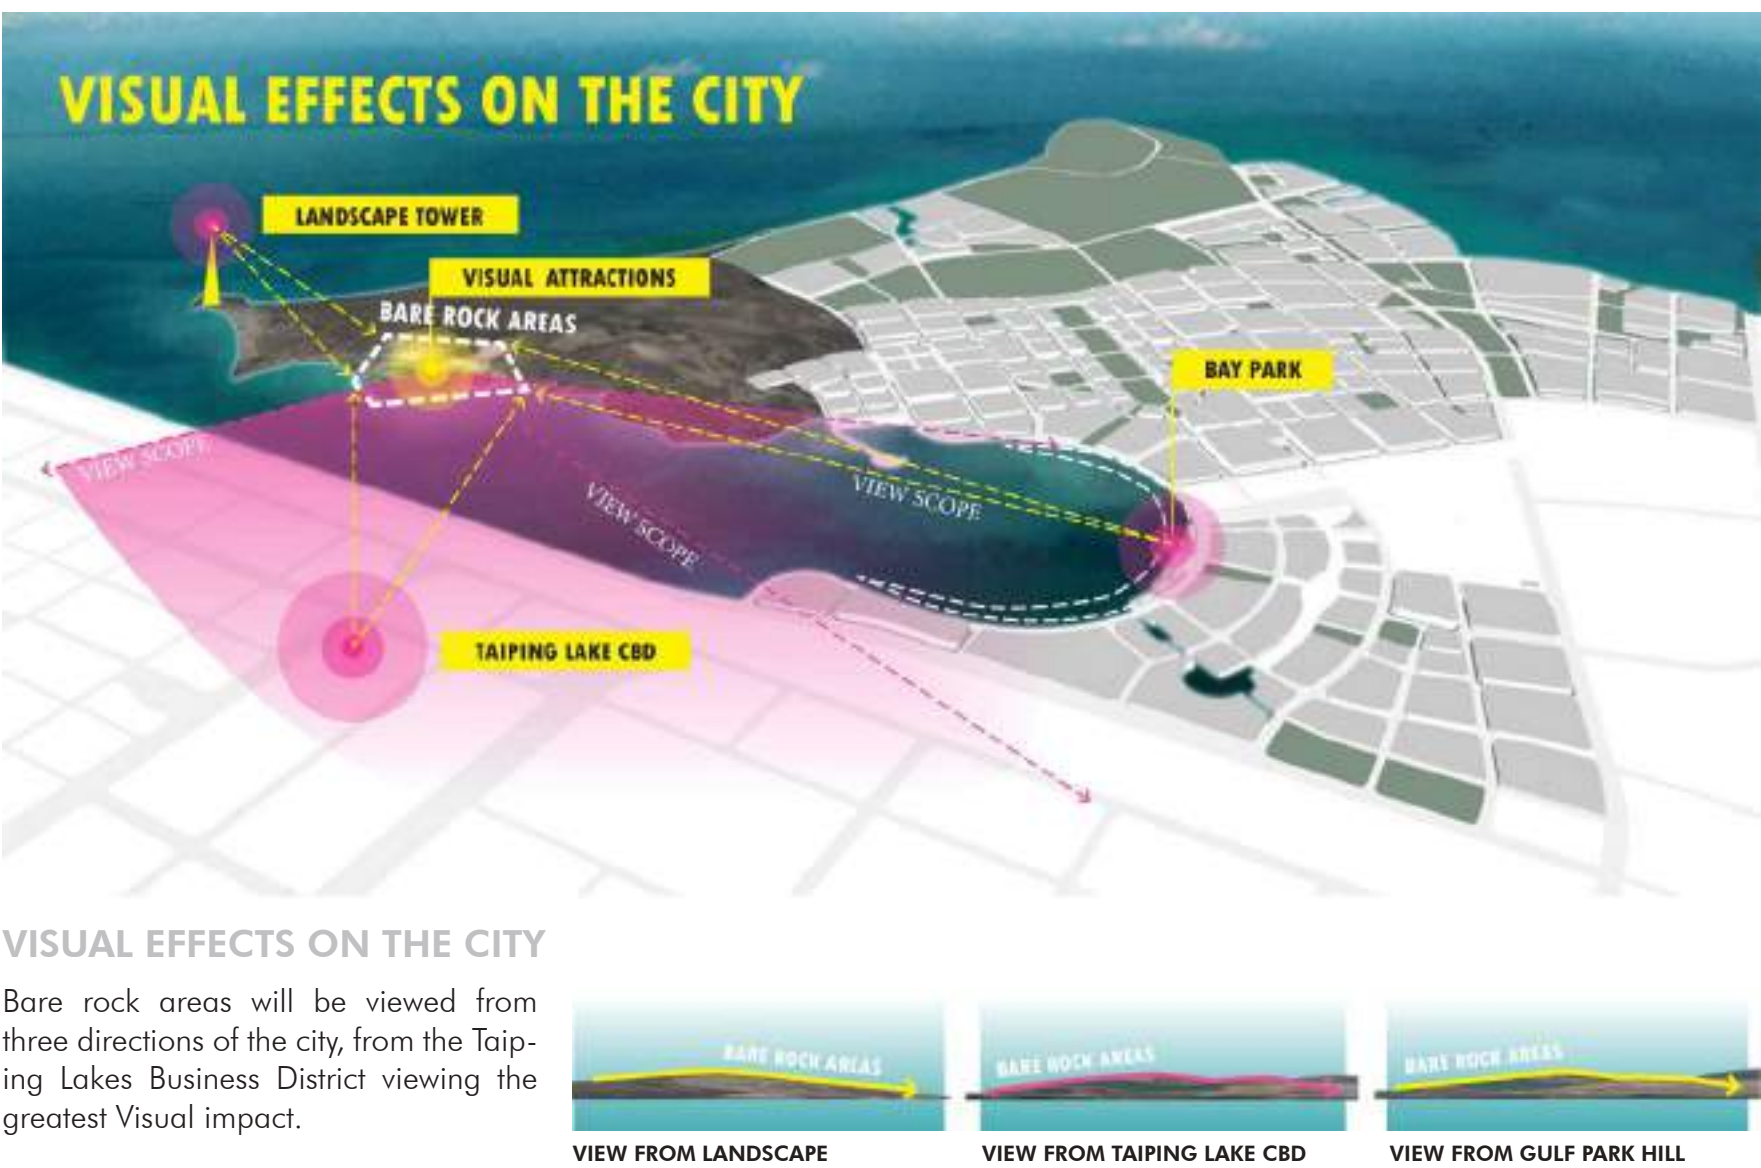 VISUAL EFFECTS ON THE CITY
LANDSCAPE TOWER
VISUAL ATTRACTIONS
BARE ROCK AREAS
BAY PARK
VIEW SCOPE
VIEW SCOPE
VIEW SCOPE
TAIPING LAKE CBD
VISUAL EFFECTS ON THE CITY
Bare rock areas will be viewed from
three directions of the city, from the Taip-
ing Lakes Business District viewing the
greatest Visual impact.
BARE ROCK AREAS
BARE ROCK AREAS
BARE ROCK AREAS
VIEW FROM LANDSCAPE
VIEW FROM TAIPING LAKE CBD
VIEW FROM GULF PARK HILL